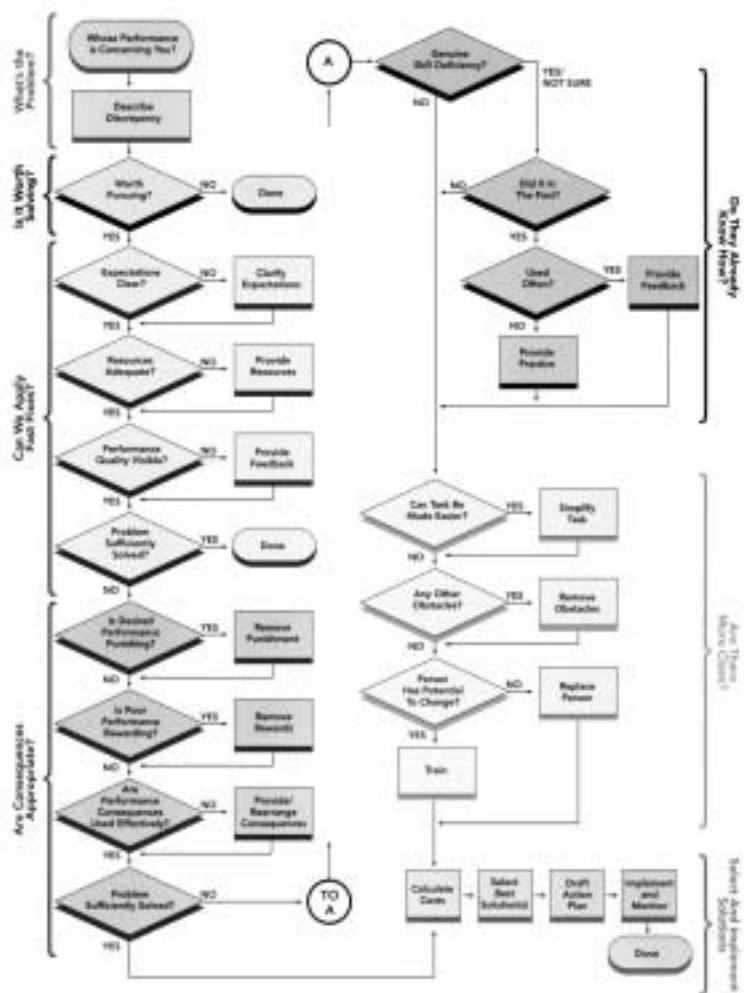 What's the
Problem?
Whose Performance
is Concerning You?
Describe
Discrepancy
Is It Worth
Solving?
Worth
Pursuing?
NO
Done
YES
Can We Apply
Fast Fixes?
Expectations
Clear?
NO
Clarify
Expectations
YES
Resources
Adequate?
NO
Provide
Resources
YES
Performance
Quality Visible?
NO
Provide
Feedback
YES
Problem
Sufficiently
Solved?
YES
Done
NO
Are Consequences
Appropriate?
Is Desired
Performance
Punishing?
YES
Remove
Punishment
NO
Is Poor
Performance
Rewarding?
YES
Remove
Rewards
NO
Are
Performance
Consequences
Used Effectively?
NO
Provide/
Rearrange
Consequences
YES
Problem
Sufficiently Solved?
NO
TO
A
YES
A
Genuine
Skill Deficiency?
YES/
NOT SURE
NO
Do They Already
Know How?
Did It In
The Past?
NO
YES
Used
Often?
YES
Provide
Feedback
NO
Provide
Practice
Are There
More Clues?
Can Task Be
Made Easier?
YES
Simplify
Task
NO
Any Other
Obstacles?
YES
Remove
Obstacles
NO
Person
Has Potential
To Change?
NO
Replace
Person
YES
Train
Select And Implement
Solutions
Calculate
Costs
Select
Best
Solution(s)
Draft
Action
Plan
Implement
and
Monitor
Done